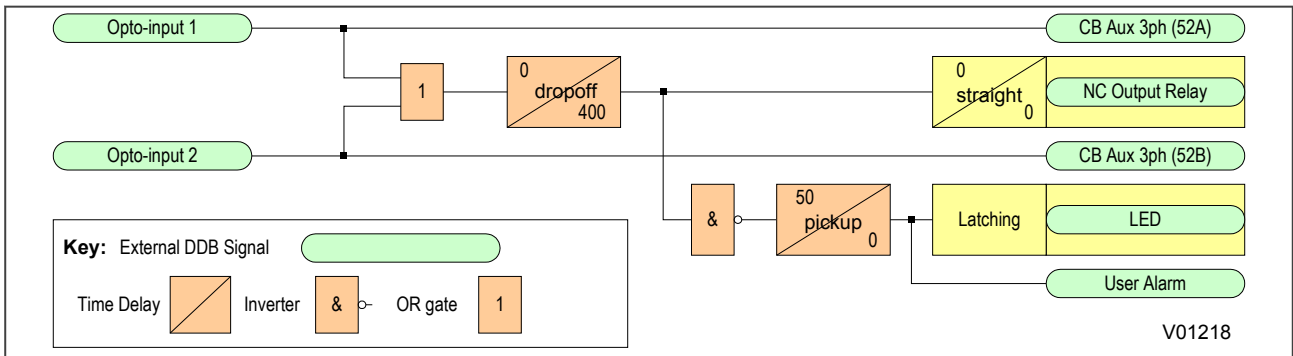 Opto-input 1
CB Aux 3ph (52A)
1
0
dropoff
400
0
straight
0
NC Output Relay
Opto-input 2
CB Aux 3ph (52B)
&
50
pickup
0
Latching
LED
User Alarm
Key: External DDB Signal
Time Delay
Inverter
&
OR gate
1
V01218